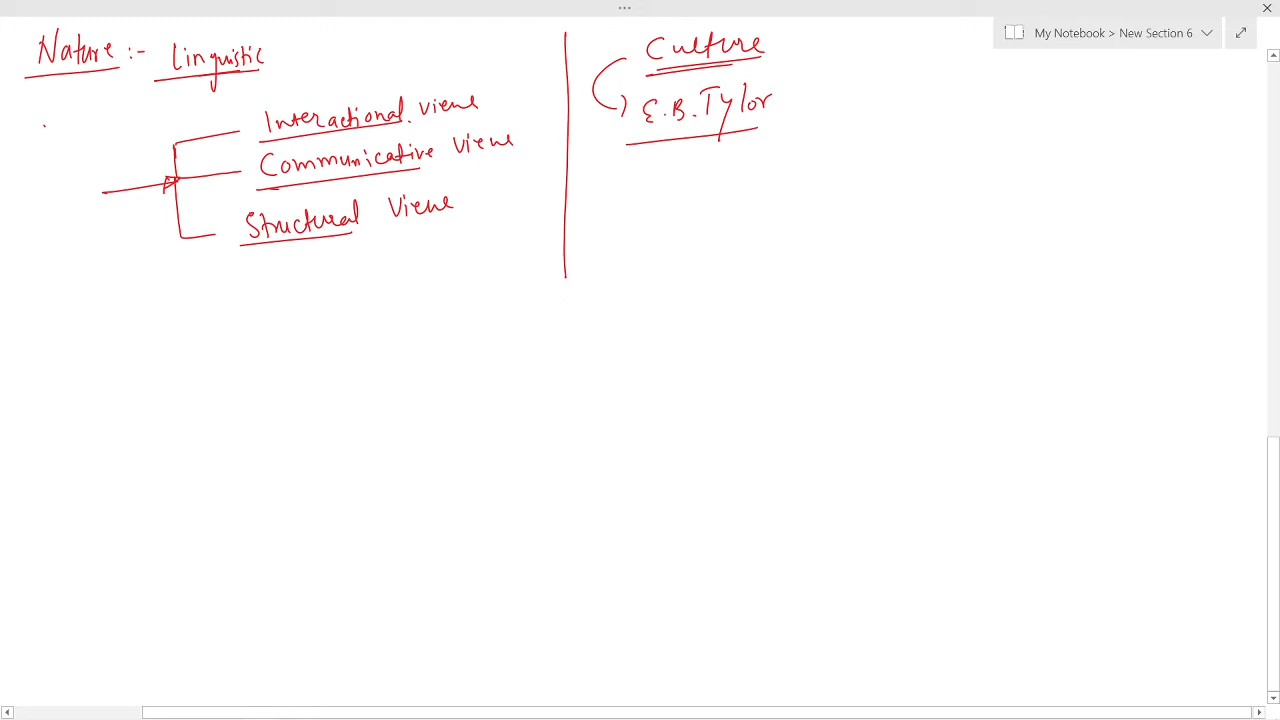 My Notebook > New Section 6
Nature :- Linguistic
Interactional view
Communicative view
Structural view
Culture
E.B. Tylor